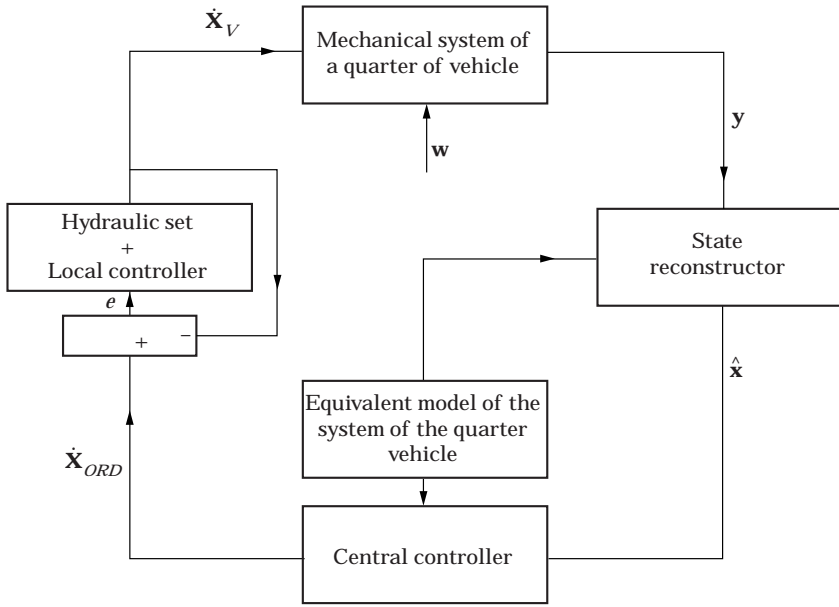 Ẋ_V
Mechanical system of
a quarter of vehicle
y
w
Hydraulic set
+
Local controller
State
reconstructor
e
+
−
x̂
Equivalent model of the
system of the quarter
vehicle
Ẋ_ORD
Central controller